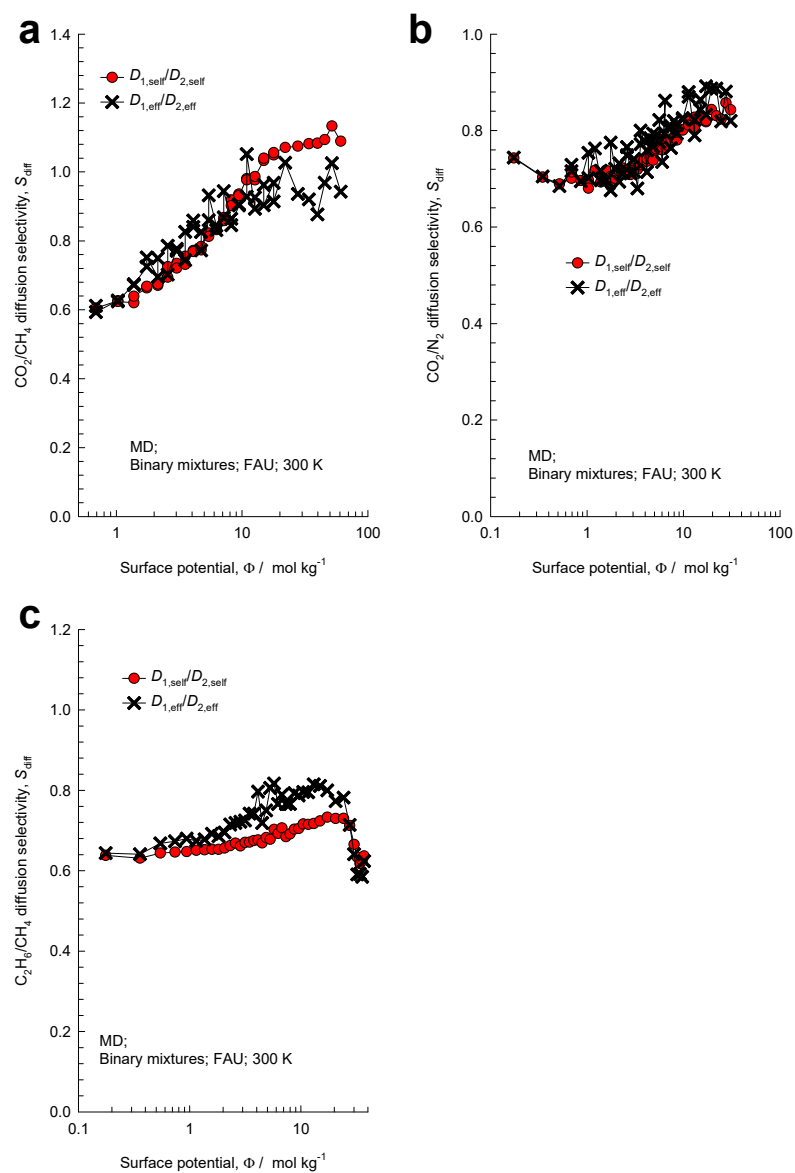 a
1.4
1.2
1.0
0.8
0.6
0.4
0.2
0.0
CO₂/CH₄ diffusion selectivity, S_diff
D₁,self/D₂,self
D₁,eff/D₂,eff
MD;
Binary mixtures; FAU; 300 K
1 10 100
Surface potential, Φ / mol kg⁻¹
b
1.0
0.8
0.6
0.4
0.2
0.0
CO₂/N₂ diffusion selectivity, S_diff
D₁,self/D₂,self
D₁,eff/D₂,eff
MD;
Binary mixtures; FAU; 300 K
0.1 1 10 100
Surface potential, Φ / mol kg⁻¹
c
1.2
1.0
0.8
0.6
0.4
0.2
0.0
C₂H₆/CH₄ diffusion selectivity, S_diff
D₁,self/D₂,self
D₁,eff/D₂,eff
MD;
Binary mixtures; FAU; 300 K
0.1 1 10
Surface potential, Φ / mol kg⁻¹